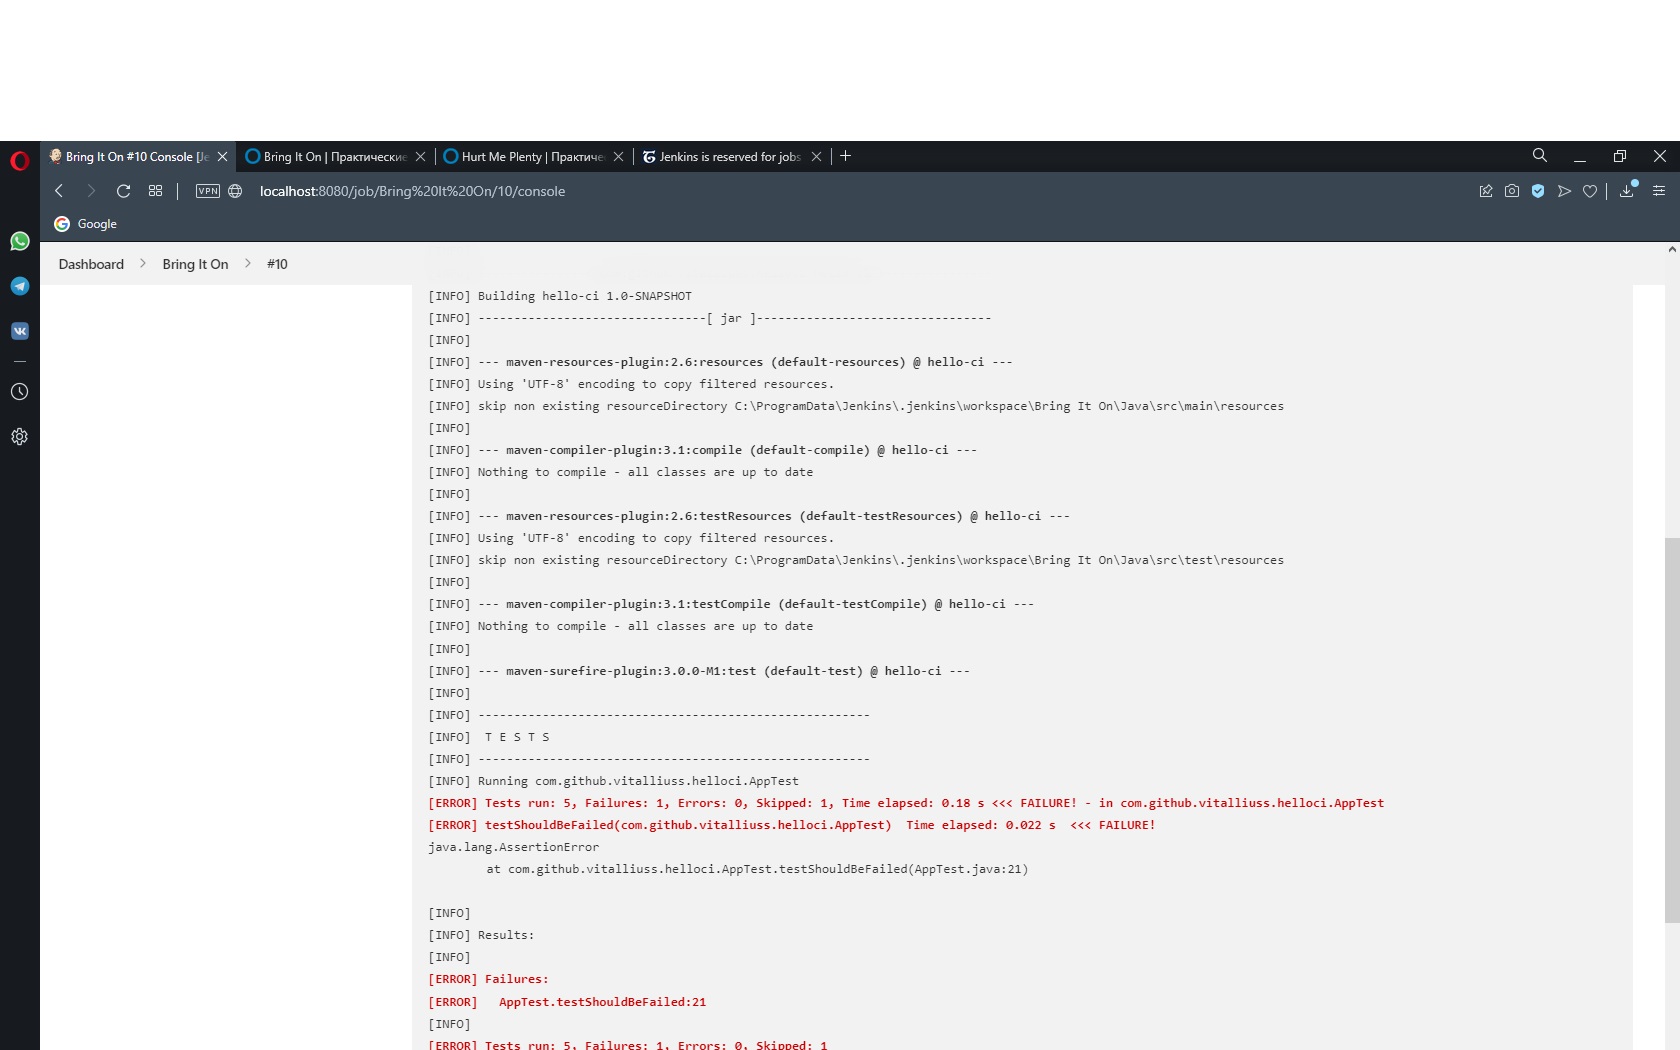 Bring It On #10 Console [Je
Bring It On | Практические
Hurt Me Plenty | Практиче
Jenkins is reserved for jobs
VPN
localhost:8080/job/Bring%20It%20On/10/console
Google
Dashboard > Bring It On > #10
[INFO] Building hello-ci 1.0-SNAPSHOT
[INFO] --------------------------------[ jar ]---------------------------------
[INFO]
[INFO] --- maven-resources-plugin:2.6:resources (default-resources) @ hello-ci ---
[INFO] Using 'UTF-8' encoding to copy filtered resources.
[INFO] skip non existing resourceDirectory C:\ProgramData\Jenkins\.jenkins\workspace\Bring It On\Java\src\main\resources
[INFO]
[INFO] --- maven-compiler-plugin:3.1:compile (default-compile) @ hello-ci ---
[INFO] Nothing to compile - all classes are up to date
[INFO]
[INFO] --- maven-resources-plugin:2.6:testResources (default-testResources) @ hello-ci ---
[INFO] Using 'UTF-8' encoding to copy filtered resources.
[INFO] skip non existing resourceDirectory C:\ProgramData\Jenkins\.jenkins\workspace\Bring It On\Java\src\test\resources
[INFO]
[INFO] --- maven-compiler-plugin:3.1:testCompile (default-testCompile) @ hello-ci ---
[INFO] Nothing to compile - all classes are up to date
[INFO]
[INFO] --- maven-surefire-plugin:3.0.0-M1:test (default-test) @ hello-ci ---
[INFO]
[INFO] -------------------------------------------------------
[INFO]  T E S T S
[INFO] -------------------------------------------------------
[INFO] Running com.github.vitalliuss.helloci.AppTest
[ERROR] Tests run: 5, Failures: 1, Errors: 0, Skipped: 1, Time elapsed: 0.18 s <<< FAILURE! - in com.github.vitalliuss.helloci.AppTest
[ERROR] testShouldBeFailed(com.github.vitalliuss.helloci.AppTest)  Time elapsed: 0.022 s  <<< FAILURE!
java.lang.AssertionError
at com.github.vitalliuss.helloci.AppTest.testShouldBeFailed(AppTest.java:21)
[INFO]
[INFO] Results:
[INFO]
[ERROR] Failures:
[ERROR]   AppTest.testShouldBeFailed:21
[INFO]
[ERROR] Tests run: 5, Failures: 1, Errors: 0, Skipped: 1